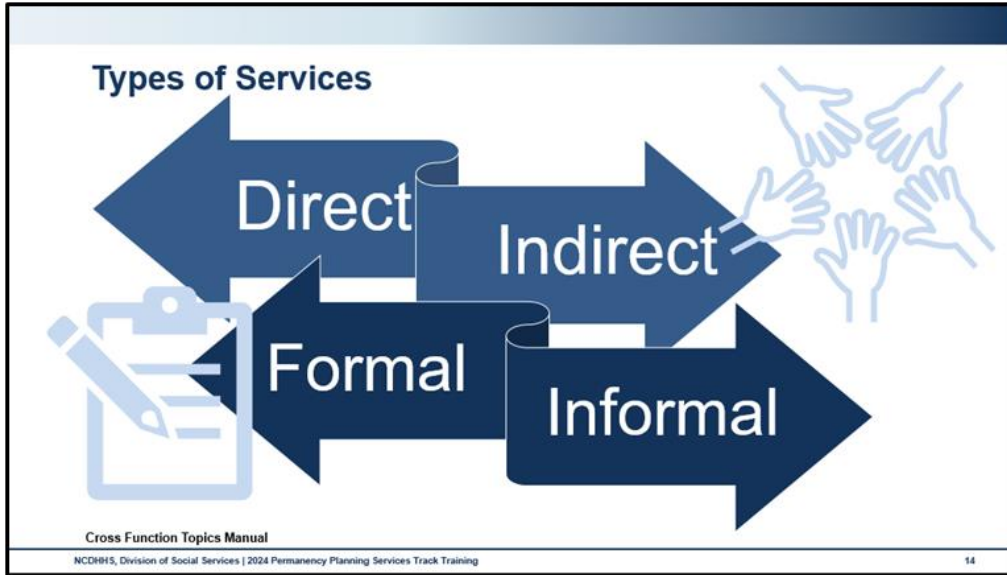 Types of Services
Direct
Indirect
Formal
Informal
Cross Function Topics Manual
NCDHHS, Division of Social Services | 2024 Permanency Planning Services Track Training
14